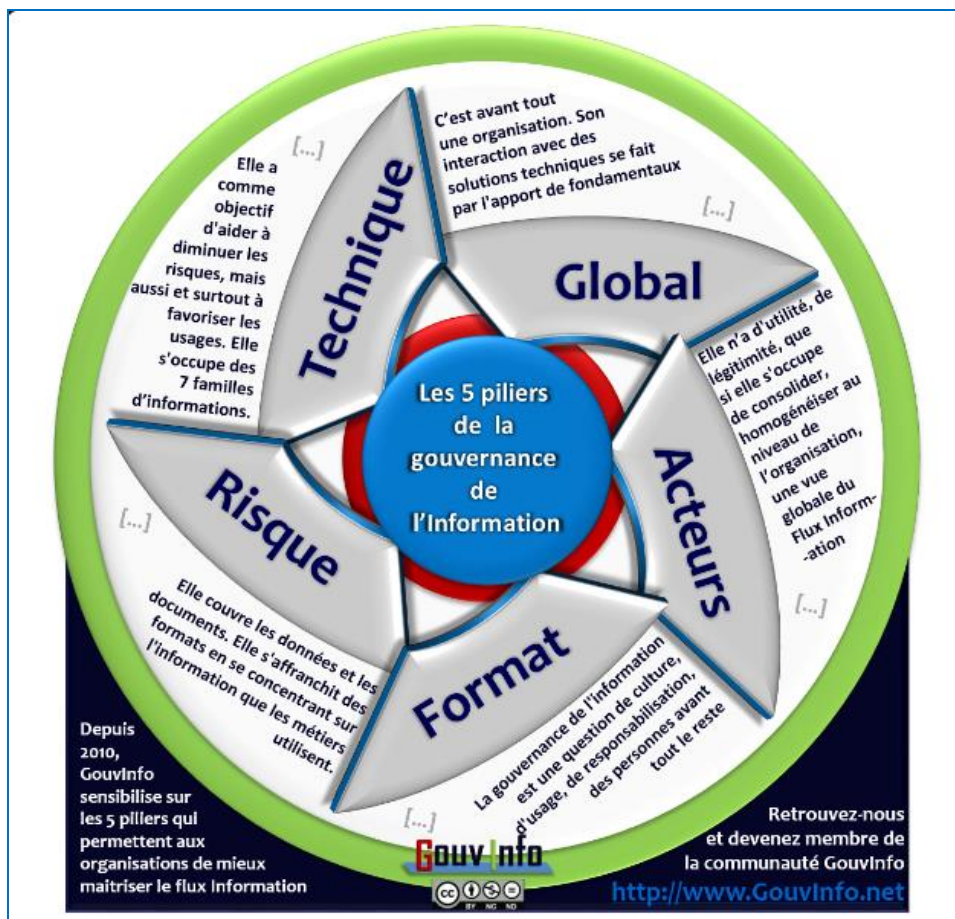 Les 5 piliers
de la
gouvernance
de
l'Information
Technique
C'est avant tout
une organisation. Son
interaction avec des
solutions techniques se fait
par l'apport de fondamentaux
[...]
Global
Elle n'a d'utilité, de
légitimité, que
si elle s'occupe
de consolider,
homogénéiser au
niveau de
l'organisation,
une vue
globale du
Flux Inform-
-ation
[...]
Acteurs
La gouvernance de l'information
est une question de culture,
d'usage, de responsabilisation,
des personnes avant
tout le reste
[...]
Format
Elle couvre les données et les
documents. Elle s'affranchit des
formats en se concentrant sur
l'information que les métiers
utilisent.
[...]
Risque
Elle a
comme
objectif
d'aider à
diminuer les
risques, mais
aussi et surtout à
favoriser les
usages. Elle
s'occupe des
7 familles
d'informations.
[...]
Depuis
2010,
GouvInfo
sensibilise sur
les 5 piliers qui
permettent aux
organisations de mieux
maitriser le flux Information
GouvInfo
cc
BY NC ND
Retrouvez-nous
et devenez membre de
la communauté GouvInfo
http://www.GouvInfo.net